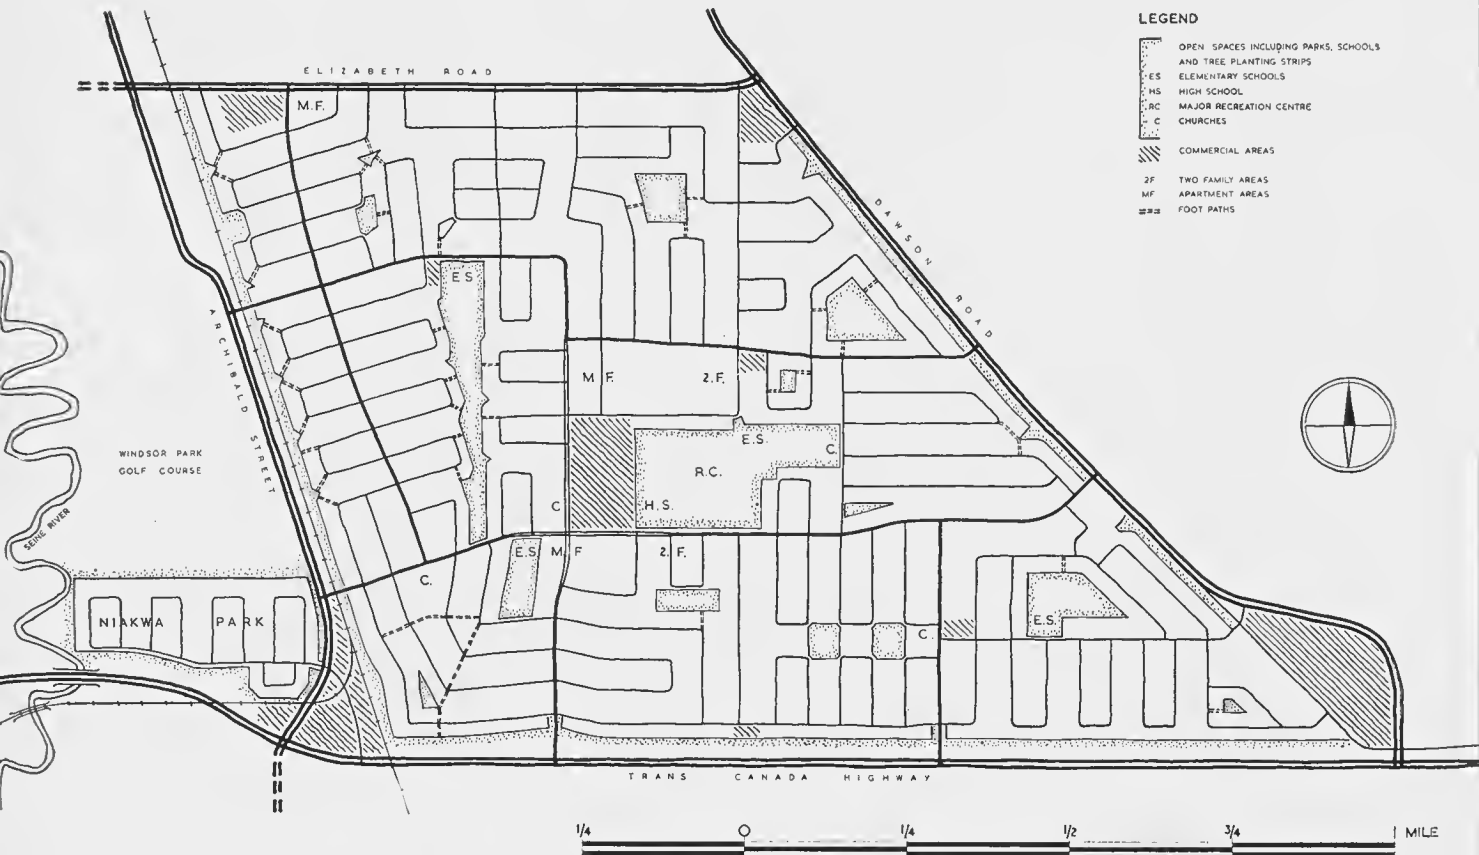 LEGEND
OPEN SPACES INCLUDING PARKS, SCHOOLS
AND TREE PLANTING STRIPS
ES ELEMENTARY SCHOOLS
HS HIGH SCHOOL
RC MAJOR RECREATION CENTRE
C CHURCHES
COMMERCIAL AREAS
2F TWO FAMILY AREAS
MF APARTMENT AREAS
FOOT PATHS
ELIZABETH ROAD
M.F.
DAWSON ROAD
E.S
ARCHIBALD STREET
M.F.
2.F.
WINDSOR PARK
GOLF COURSE
E.S.
C.
R.C.
H.S.
C
SEINE RIVER
E.S.
M.F
2.F.
C.
NIAKWA PARK
C.
E.S.
TRANS CANADA HIGHWAY
1/4 0 1/4 1/2 3/4 1 MILE